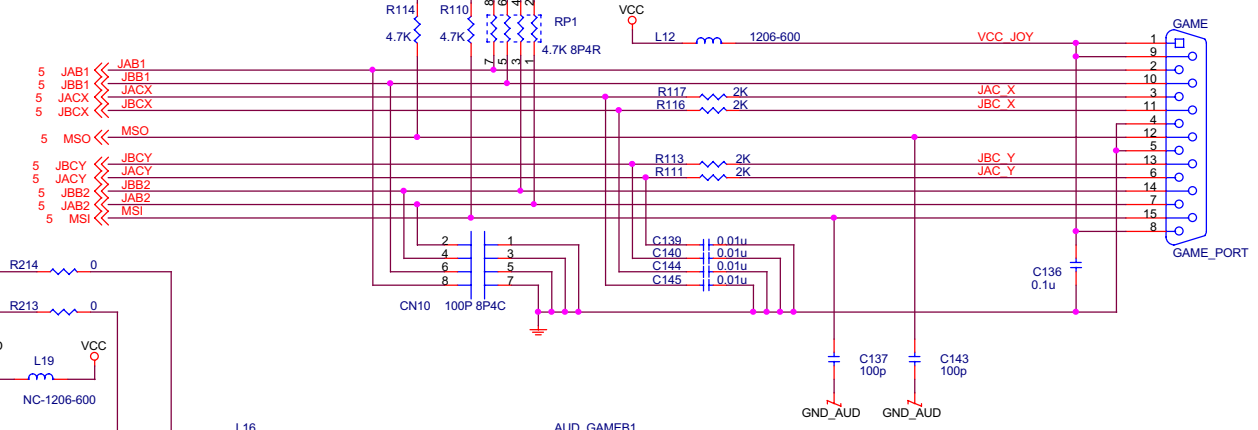 R114
4.7K
R110
4.7K
8
6
4
2
RP1
4.7K 8P4R
7
5
3
1
VCC
L12
1206-600
VCC_JOY
GAME
1
9
2
10
3
11
4
12
5
13
6
14
7
15
8
GAME_PORT
5 JAB1 JAB1
5 JBB1 JBB1
5 JACX JACX
5 JBCX JBCX
5 MSO MSO
5 JBCY JBCY
5 JACY JACY
5 JBB2 JBB2
5 JAB2 JAB2
5 MSI MSI
R117 2K JAC_X
R116 2K JBC_X
R113 2K JBC_Y
R111 2K JAC_Y
2 1
4 3
6 5
8 7
CN10 100P 8P4C
C139 0.01u
C140 0.01u
C144 0.01u
C145 0.01u
C136
0.1u
R214 0
R213 0
VCC
L19
NC-1206-600
C137
100p
C143
100p
GND_AUD
GND_AUD
L16
AUD_GAMEB1